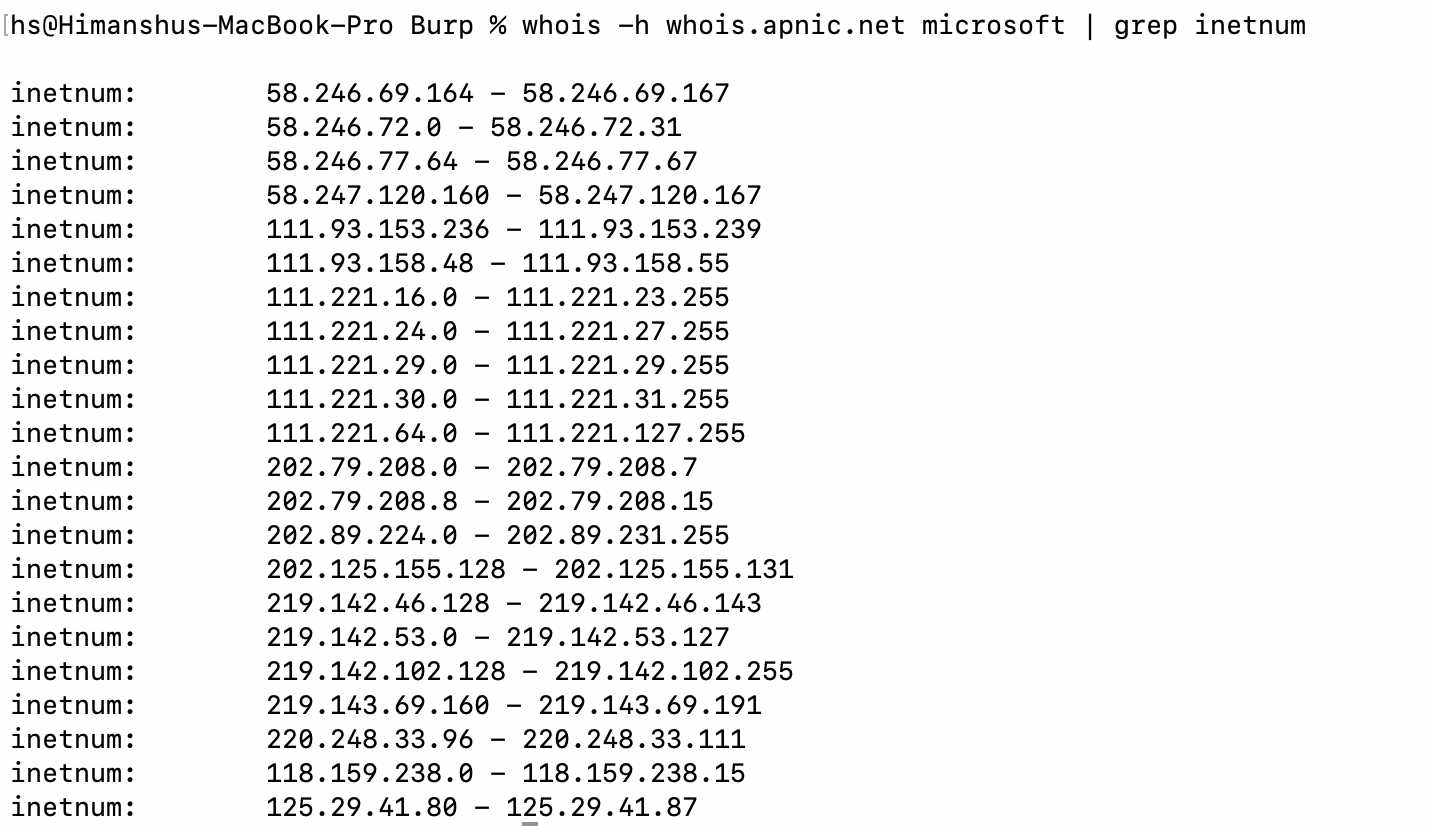 [hs@Himanshus-MacBook-Pro Burp % whois -h whois.apnic.net microsoft | grep inetnum
inetnum:        58.246.69.164 - 58.246.69.167
inetnum:        58.246.72.0 - 58.246.72.31
inetnum:        58.246.77.64 - 58.246.77.67
inetnum:        58.247.120.160 - 58.247.120.167
inetnum:        111.93.153.236 - 111.93.153.239
inetnum:        111.93.158.48 - 111.93.158.55
inetnum:        111.221.16.0 - 111.221.23.255
inetnum:        111.221.24.0 - 111.221.27.255
inetnum:        111.221.29.0 - 111.221.29.255
inetnum:        111.221.30.0 - 111.221.31.255
inetnum:        111.221.64.0 - 111.221.127.255
inetnum:        202.79.208.0 - 202.79.208.7
inetnum:        202.79.208.8 - 202.79.208.15
inetnum:        202.89.224.0 - 202.89.231.255
inetnum:        202.125.155.128 - 202.125.155.131
inetnum:        219.142.46.128 - 219.142.46.143
inetnum:        219.142.53.0 - 219.142.53.127
inetnum:        219.142.102.128 - 219.142.102.255
inetnum:        219.143.69.160 - 219.143.69.191
inetnum:        220.248.33.96 - 220.248.33.111
inetnum:        118.159.238.0 - 118.159.238.15
inetnum:        125.29.41.80 - 125.29.41.87